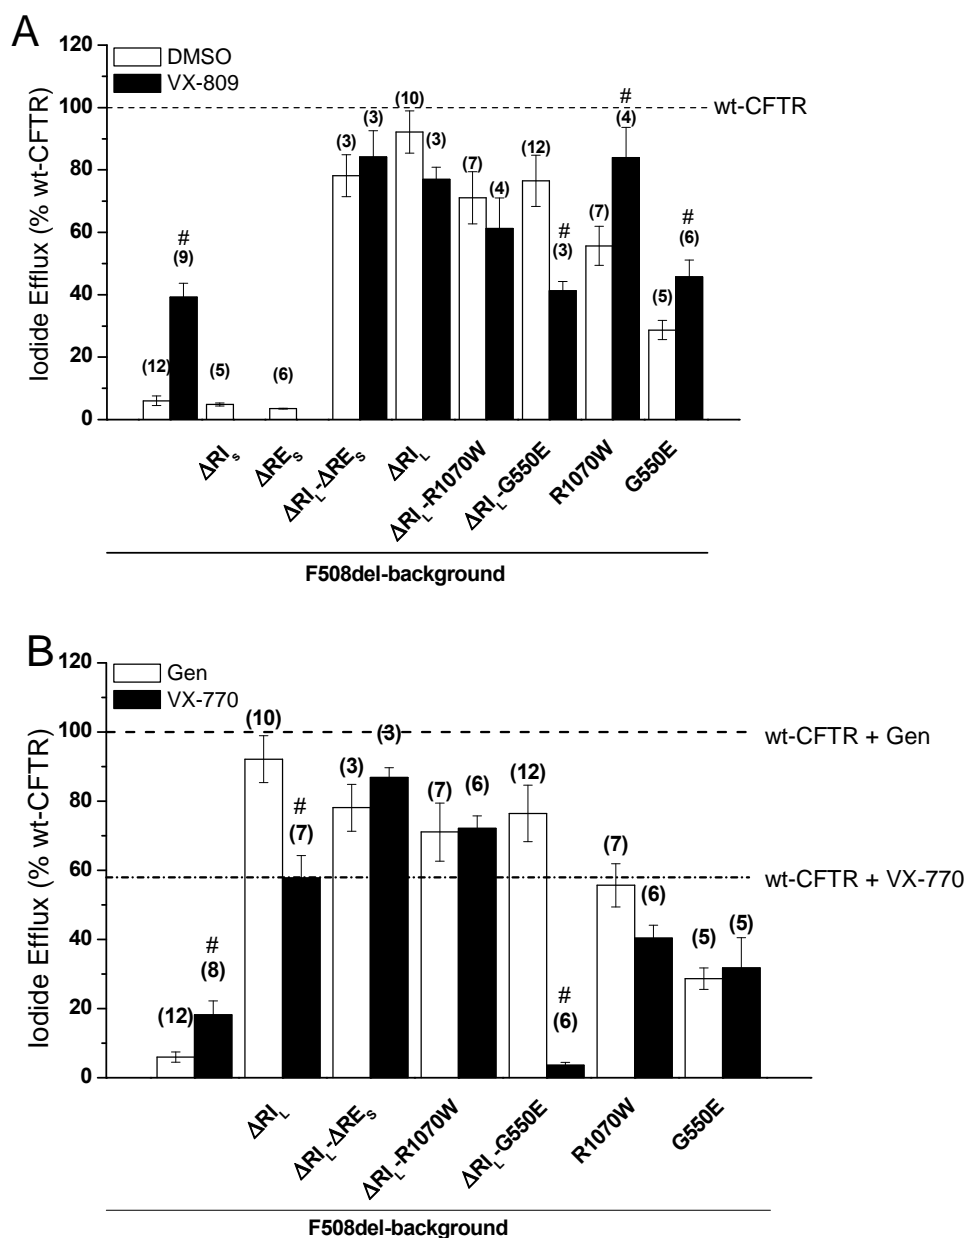 A
120
DMSO
VX-809
100
wt-CFTR
80
60
40
20
0
Iodide Efflux (% wt-CFTR)
(12)
#
(9)
(5)
(6)
(3)
(3)
(10)
(3)
(7)
(4)
(12)
#
(3)
(7)
#
(4)
(5)
#
(6)
ΔRIs
ΔREs
ΔRIL-ΔREs
ΔRIL
ΔRIL-R1070W
ΔRIL-G550E
R1070W
G550E
F508del-background
B
120
Gen
VX-770
100
wt-CFTR + Gen
80
60
wt-CFTR + VX-770
40
20
0
Iodide Efflux (% wt-CFTR)
(12)
#
(8)
(10)
#
(7)
(3)
(3)
(7)
(6)
(12)
#
(6)
(7)
(6)
(5)
(5)
ΔRIL
ΔRIL-ΔREs
ΔRIL-R1070W
ΔRIL-G550E
R1070W
G550E
F508del-background